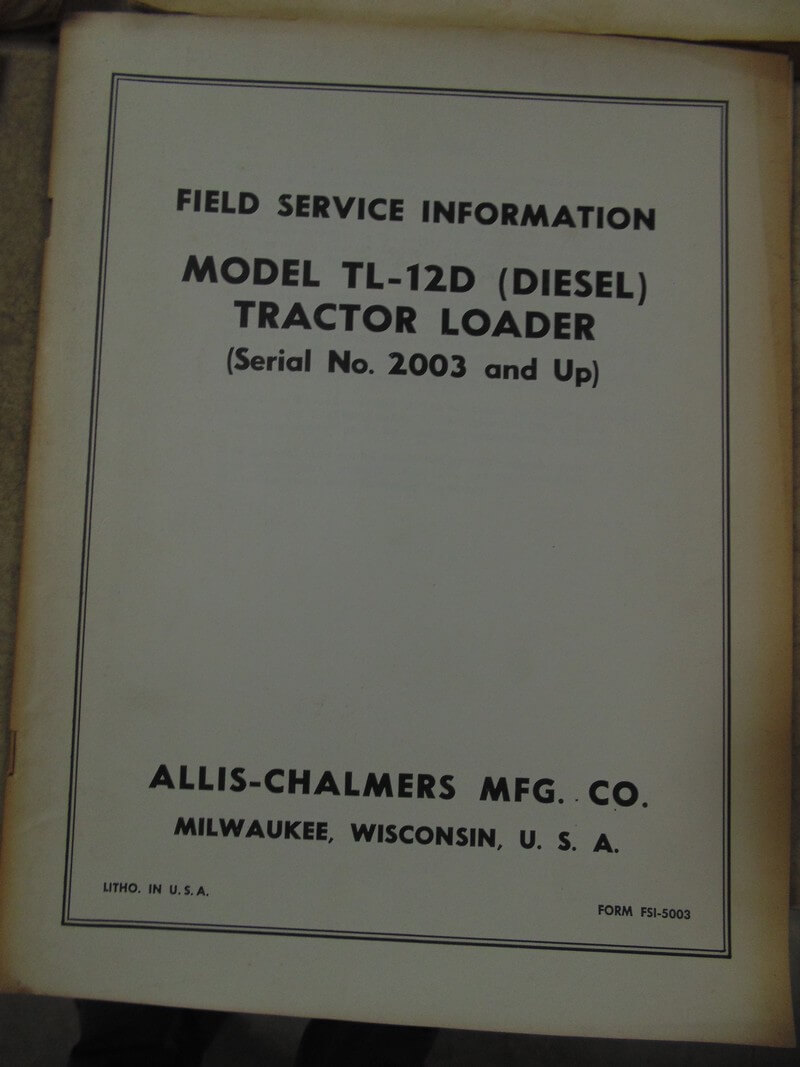 FIELD SERVICE INFORMATION
MODEL TL-12D (DIESEL)
TRACTOR LOADER
(Serial No. 2003 and Up)
ALLIS-CHALMERS MFG. CO.
MILWAUKEE, WISCONSIN, U. S. A.
LITHO. IN U. S. A.
FORM FSI-5003